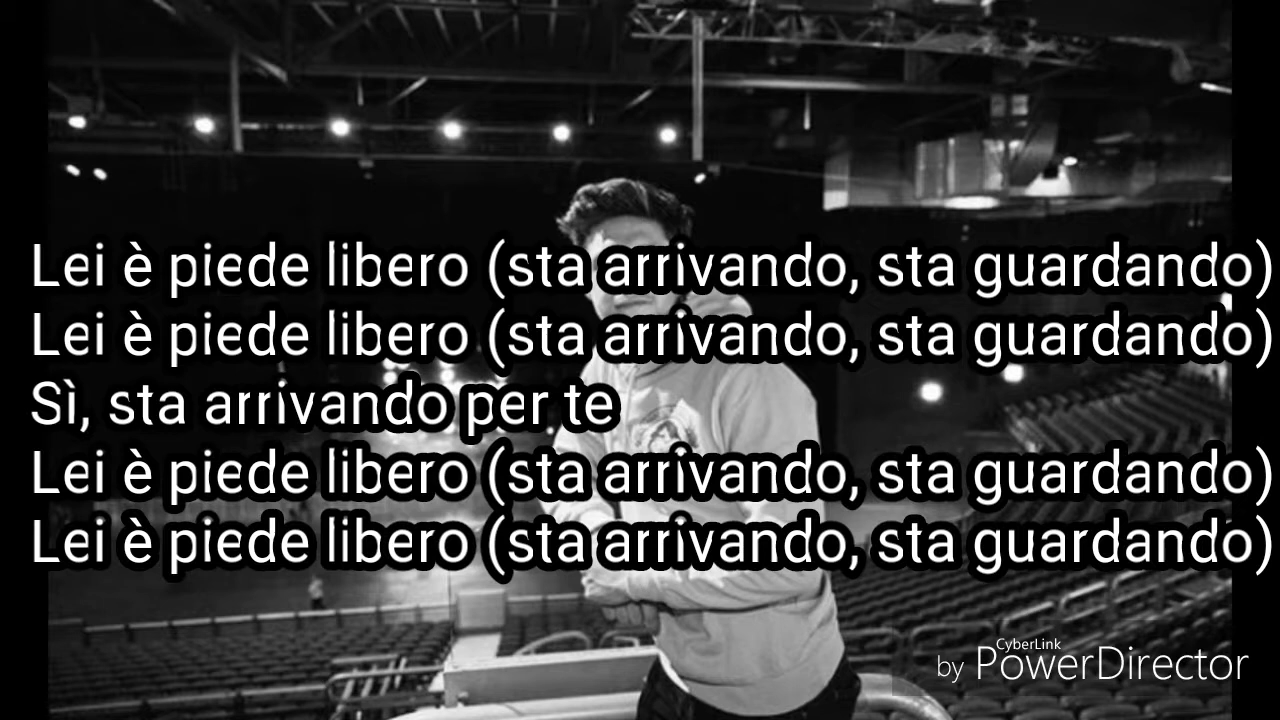 Lei è piede libero (sta arrivando, sta guardando)
Lei è piede libero (sta arrivando, sta guardando)
Sì, sta arrivando per te
Lei è piede libero (sta arrivando, sta guardando)
Lei è piede libero (sta arrivando, sta guardando)
CyberLink
by PowerDirector